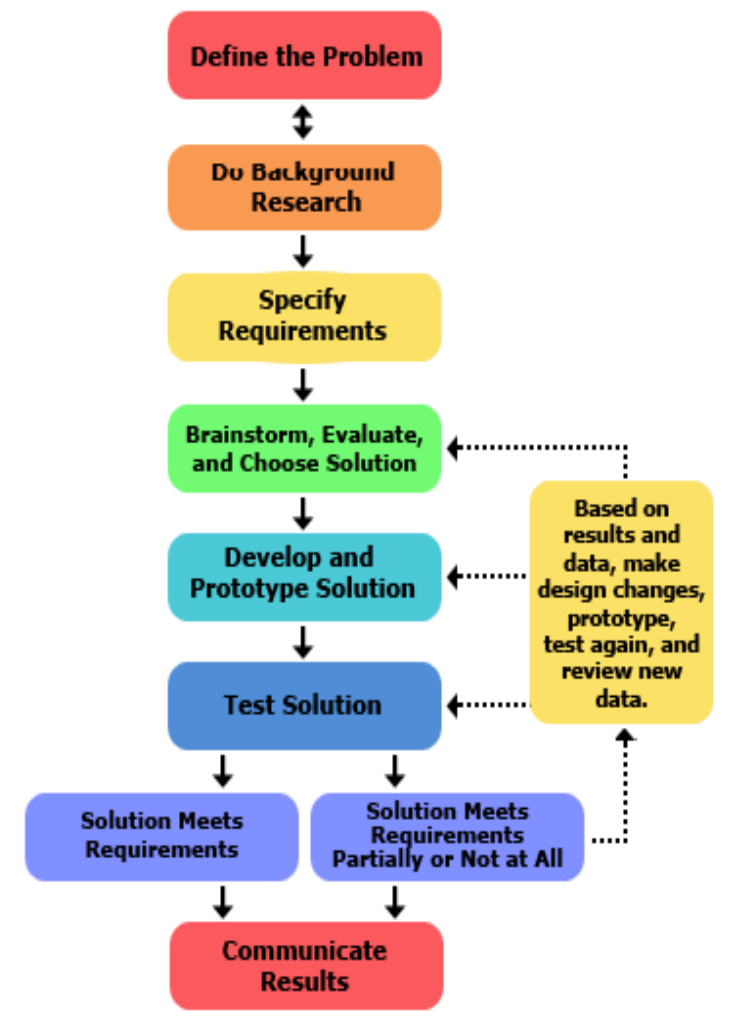 Define the Problem
Do Background
Research
Specify
Requirements
Brainstorm, Evaluate,
and Choose Solution
Develop and
Prototype Solution
Test Solution
Based on
results and
data, make
design changes,
prototype,
test again, and
review new
data.
Solution Meets
Requirements
Solution Meets
Requirements
Partially or Not at All
Communicate
Results